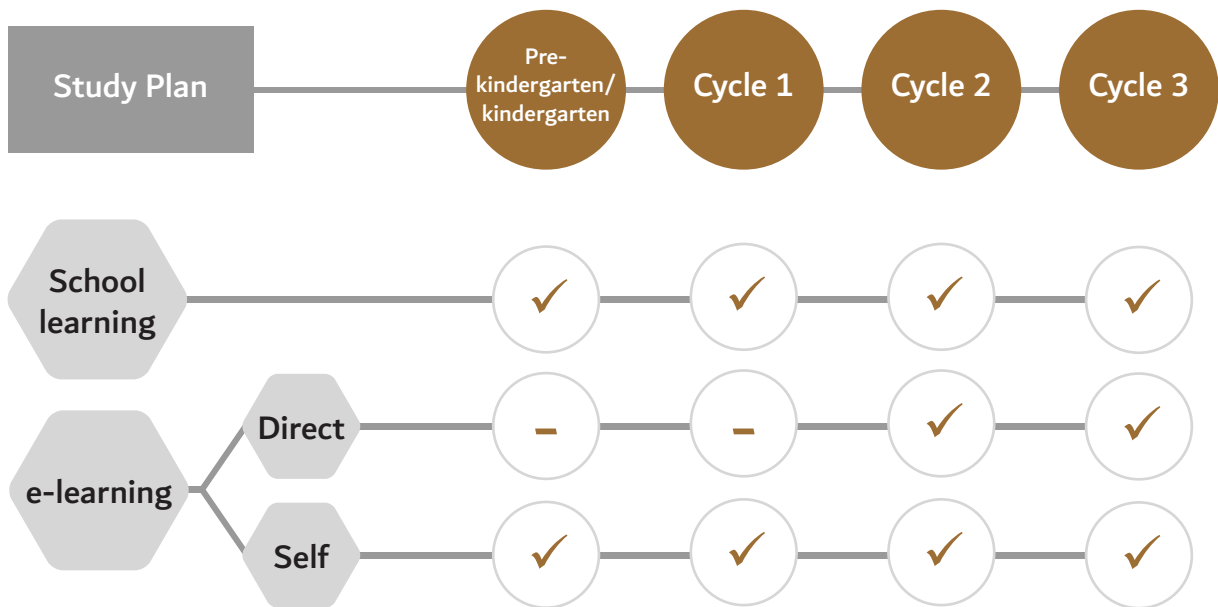 Study Plan
Pre-
kindergarten/
kindergarten
Cycle 1
Cycle 2
Cycle 3
School
learning
✓ ✓ ✓ ✓
e-learning
Direct
- - ✓ ✓
Self
✓ ✓ ✓ ✓